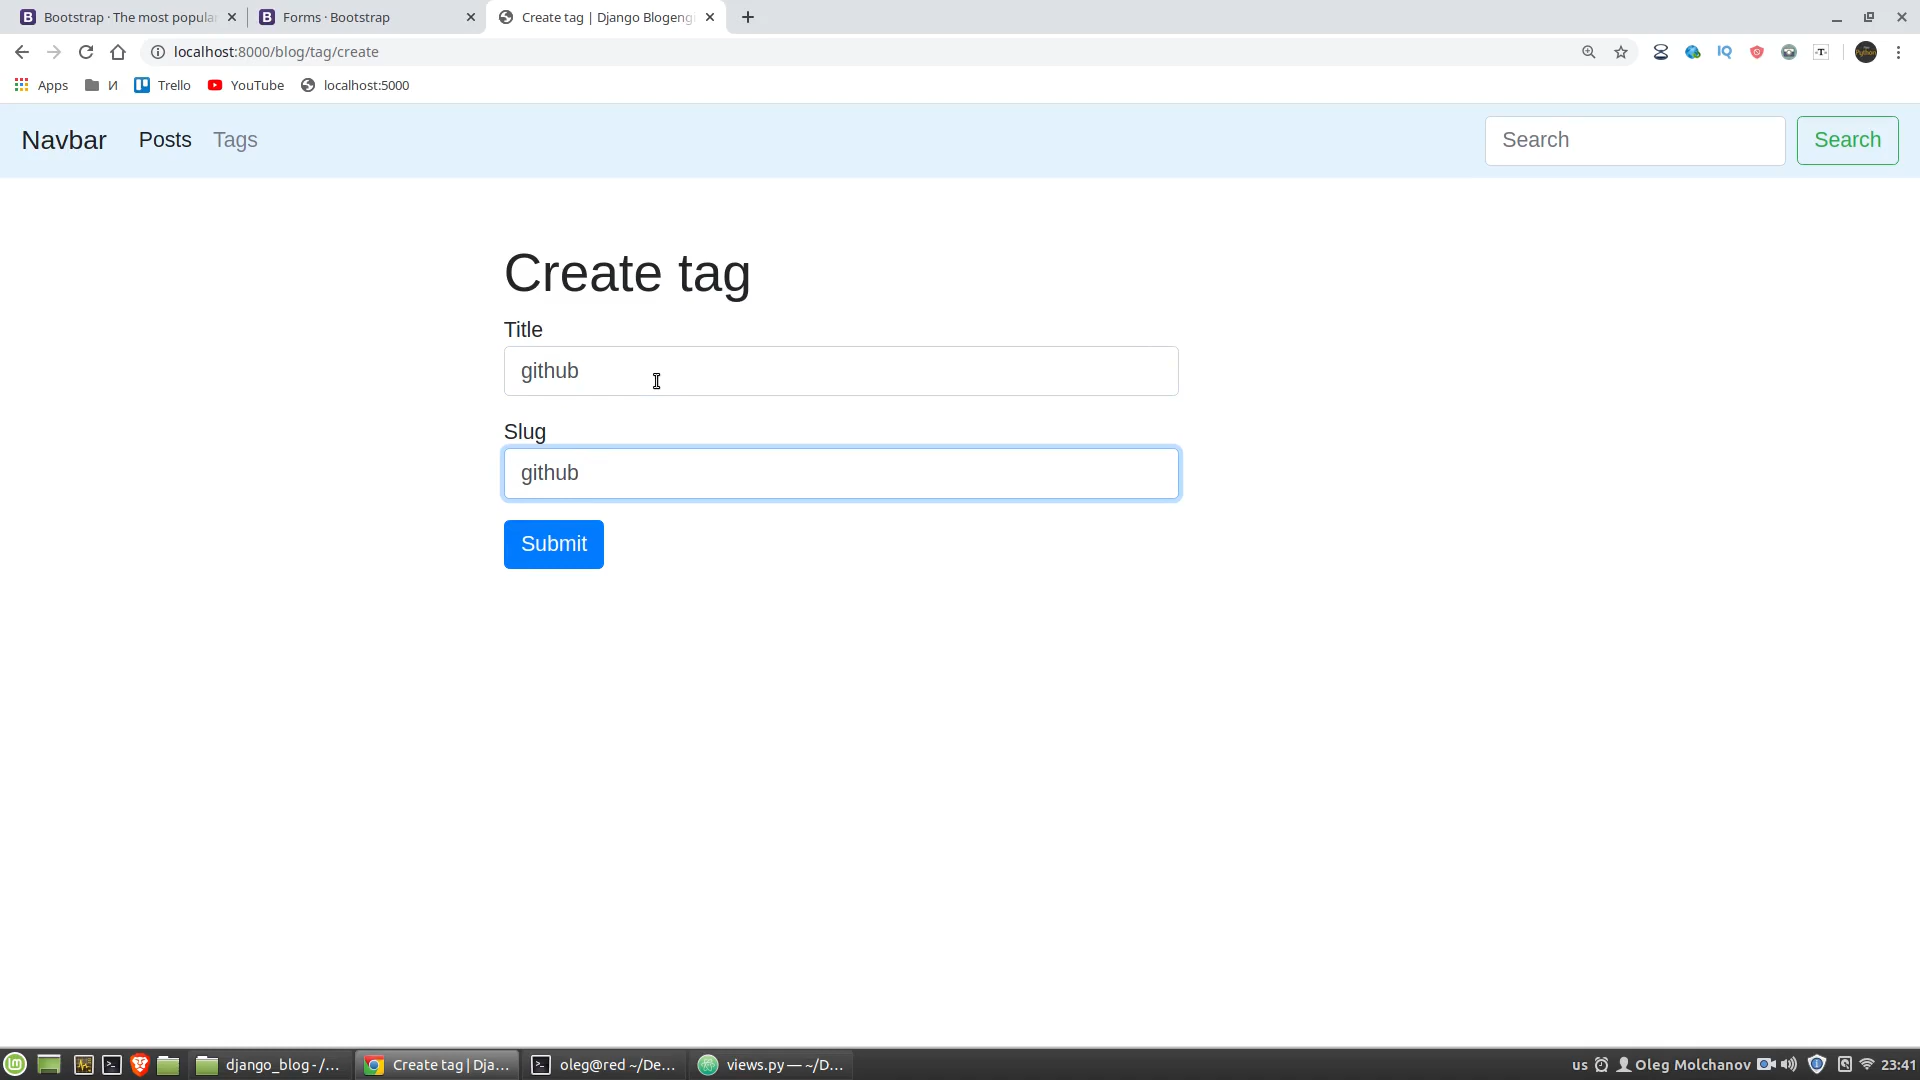 Bootstrap · The most popula
Forms · Bootstrap
Create tag | Django Blogeng
localhost:8000/blog/tag/create
IQ
Apps
И
Trello
YouTube
localhost:5000
Navbar
Posts
Tags
Search
Search
Create tag
Title
github
Slug
github
Submit
django_blog - /...
Create tag | Dja...
oleg@red ~/De...
views.py — ~/D...
us
Oleg Molchanov
23:41